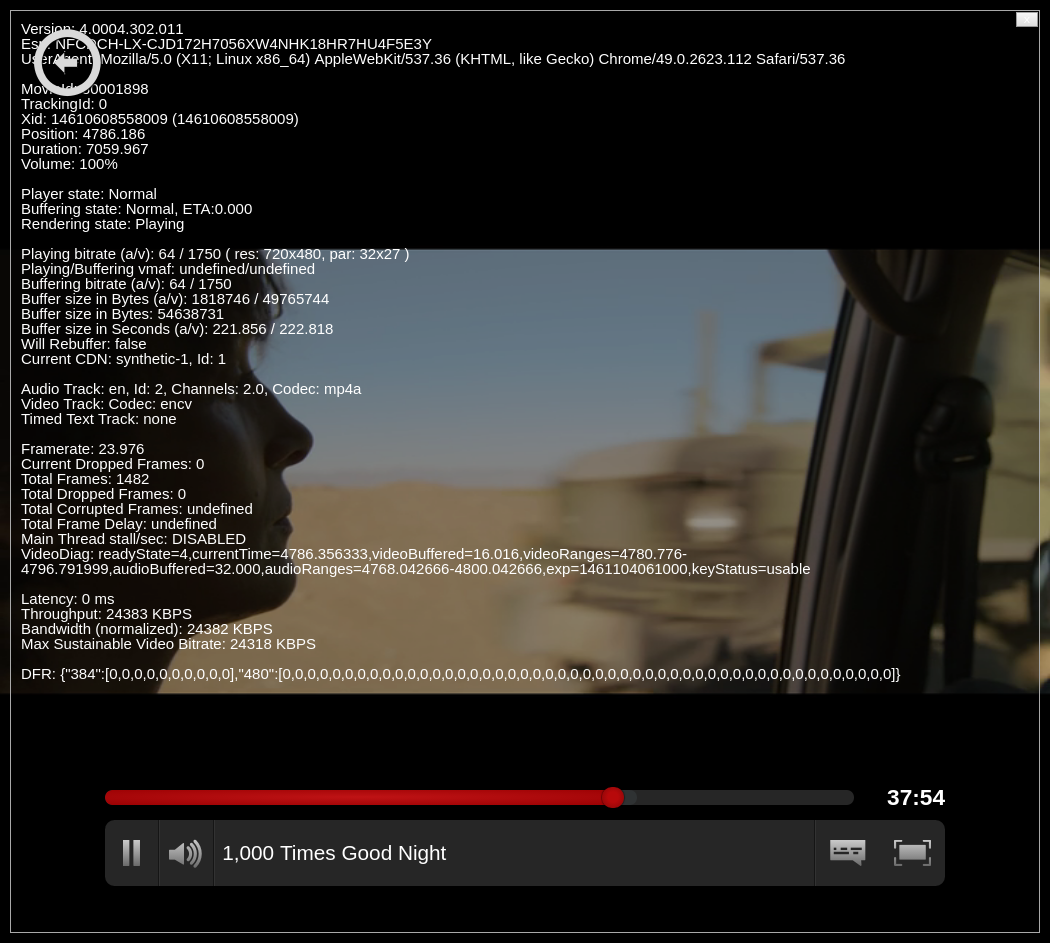 Version: 4.0004.302.011
Esn: NFCDCH-LX-CJD172H7056XW4NHK18HR7HU4F5E3Y
UserAgent: Mozilla/5.0 (X11; Linux x86_64) AppleWebKit/537.36 (KHTML, like Gecko) Chrome/49.0.2623.112 Safari/537.36
MovieId: 80001898
TrackingId: 0
Xid: 14610608558009 (14610608558009)
Position: 4786.186
Duration: 7059.967
Volume: 100%
Player state: Normal
Buffering state: Normal, ETA:0.000
Rendering state: Playing
Playing bitrate (a/v): 64 / 1750 ( res: 720x480, par: 32x27 )
Playing/Buffering vmaf: undefined/undefined
Buffering bitrate (a/v): 64 / 1750
Buffer size in Bytes (a/v): 1818746 / 49765744
Buffer size in Bytes: 54638731
Buffer size in Seconds (a/v): 221.856 / 222.818
Will Rebuffer: false
Current CDN: synthetic-1, Id: 1
Audio Track: en, Id: 2, Channels: 2.0, Codec: mp4a
Video Track: Codec: encv
Timed Text Track: none
Framerate: 23.976
Current Dropped Frames: 0
Total Frames: 1482
Total Dropped Frames: 0
Total Corrupted Frames: undefined
Total Frame Delay: undefined
Main Thread stall/sec: DISABLED
VideoDiag: readyState=4,currentTime=4786.356333,videoBuffered=16.016,videoRanges=4780.776-
4796.791999,audioBuffered=32.000,audioRanges=4768.042666-4800.042666,exp=1461104061000,keyStatus=usable
Latency: 0 ms
Throughput: 24383 KBPS
Bandwidth (normalized): 24382 KBPS
Max Sustainable Video Bitrate: 24318 KBPS
DFR: {"384":[0,0,0,0,0,0,0,0,0,0],"480":[0,0,0,0,0,0,0,0,0,0,0,0,0,0,0,0,0,0,0,0,0,0,0,0,0,0,0,0,0,0,0,0,0,0,0,0,0,0,0,0,0,0,0,0,0,0,0,0,0]}
37:54
1,000 Times Good Night